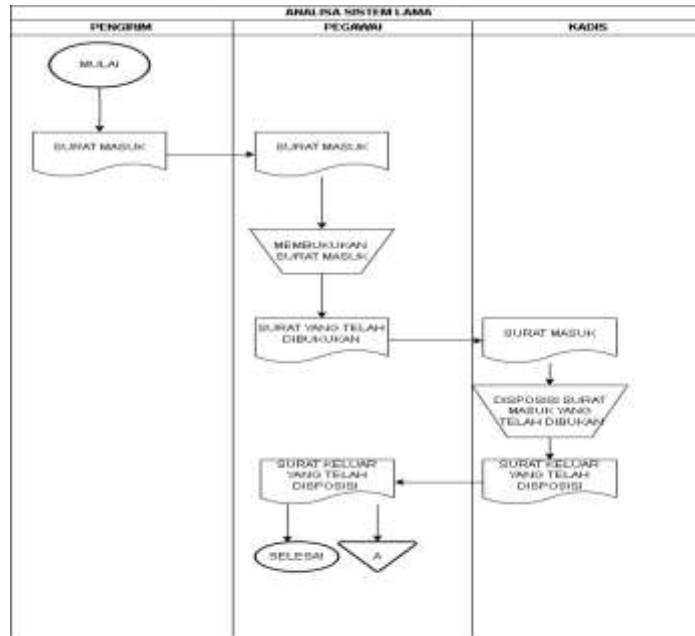 ANALISA SISTEM LAMA
PENGIRIM
PEGAWAI
KADIS
MULAI
SURAT MASUK
SURAT MASUK
MEMBUKUKAN
SURAT MASUK
SURAT YANG TELAH
DIBUKUKAN
SURAT MASUK
DISPOSISI SURAT
MASUK YANG
TELAH DIBUKAN
SURAT KELUAR
YANG TELAH
DISPOSISI
SURAT KELUAR
YANG TELAH
DISPOSISI
SELESAI
A